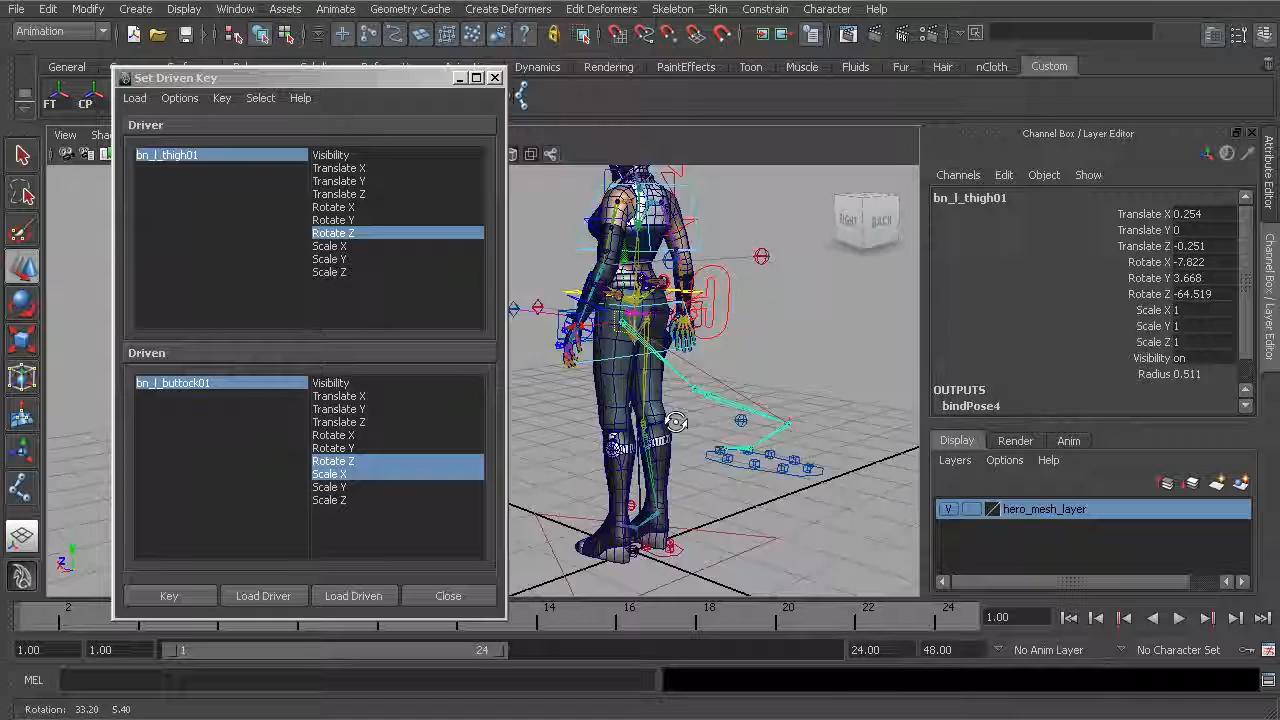 File Edit Modify Create Display Window Assets Animate Geometry Cache Create Deformers Edit Deformers Skeleton Skin Constrain Character Help
Animation
General
Dynamics Rendering PaintEffects Toon Muscle Fluids Fur Hair nCloth Custom
FT CP
Set Driven Key
Load Options Key Select Help
Driver
bn_l_thigh01
Visibility
Translate X
Translate Y
Translate Z
Rotate X
Rotate Y
Rotate Z
Scale X
Scale Y
Scale Z
Driven
bn_l_buttock01
Visibility
Translate X
Translate Y
Translate Z
Rotate X
Rotate Y
Rotate Z
Scale X
Scale Y
Scale Z
Key Load Driver Load Driven Close
View Sha
RIGHT BACK
Channel Box / Layer Editor
Channels Edit Object Show
bn_l_thigh01
Translate X 0.254
Translate Y 0
Translate Z -0.251
Rotate X -7.822
Rotate Y 3.668
Rotate Z -64.519
Scale X 1
Scale Y 1
Scale Z 1
Visibility on
Radius 0.511
OUTPUTS
bindPose4
Display Render Anim
Layers Options Help
V hero_mesh_layer
Attribute Editor
Channel Box / Layer Editor
2 14 16 18 20 22 24
1.00
1.00 1.00 1 24 24.00 48.00 No Anim Layer No Character Set
MEL
Rotation: 33.20 5.40